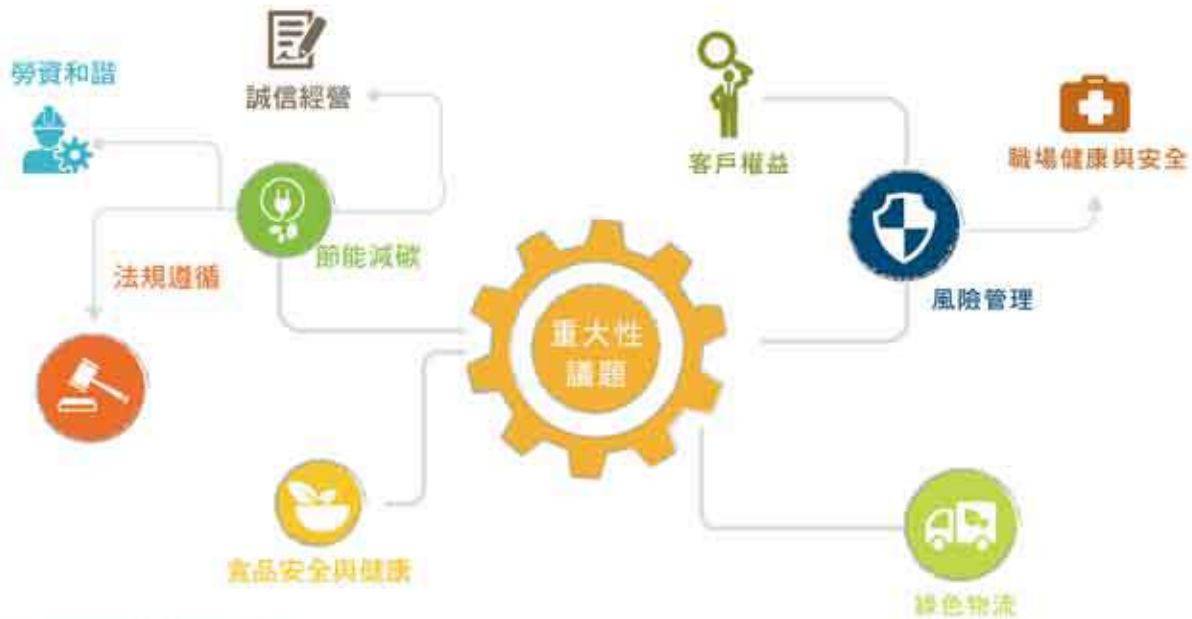 勞資和諧
誠信經營
客戶權益
職場健康與安全
節能減碳
法規遵循
風險管理
重大性
議題
食品安全與健康
綠色物流